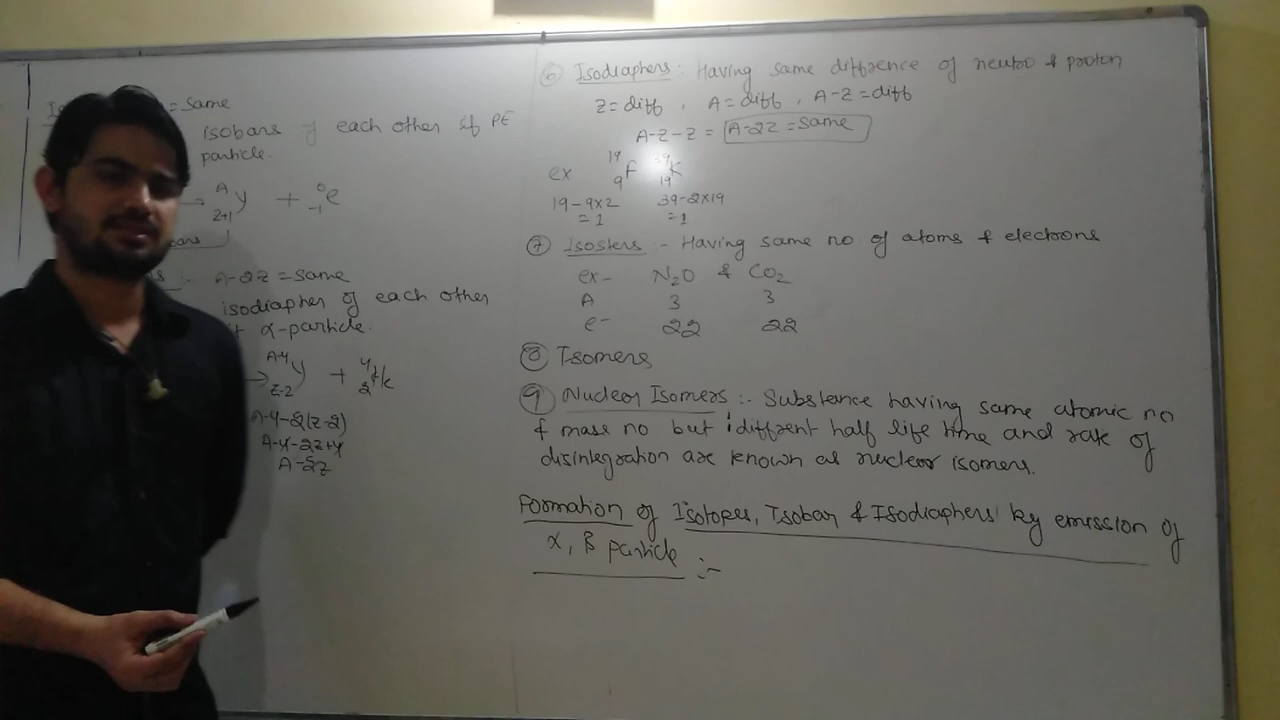 = Same
isobars of each other if PE
particle.
→ A Z+1 Y + 0 -1 e
A-2Z = Same
isodiapher of each other
α-particle.
→ A-4 Z-2 Y + 4 2 He
A-4-2(Z-2)
A-4-2Z+4
A-2Z
⑥ Isodiaphers : Having same diffrence of neutro & proton
Z = diff , A = diff , A-Z = diff
A-Z-Z = A-2Z = Same
ex 19 9 F 39 19 K
19-9x2 39-2x19
= 1 = 1
⑦ Isosters :- Having same no of atoms & electrons
ex- N2O & CO2
A 3 3
e- 22 22
⑧ Isomers
⑨ Nuclear Isomers :- Substance having same atomic no
& mass no but diffrent half life time and rate of
disintegration are known as nuclear isomers.
Formation of Isotopes, Isobar & Isodiaphers by emission of
α, β particle :-